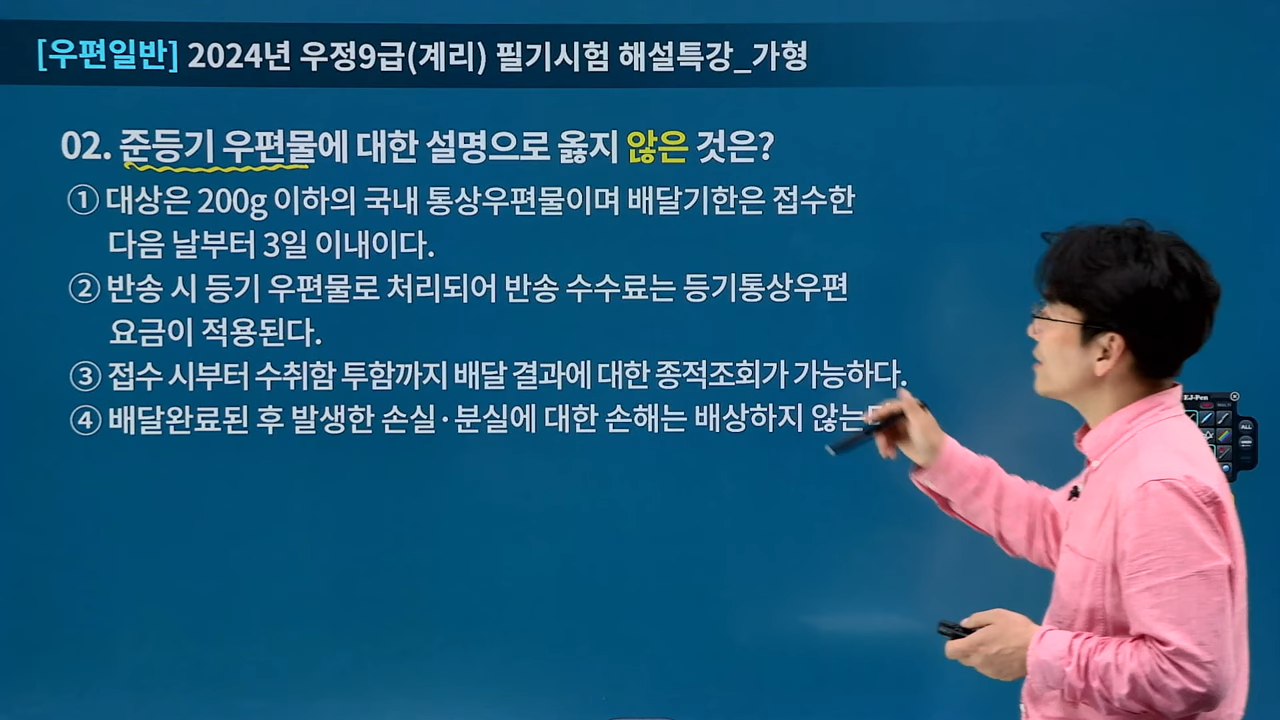 [우편일반] 2024년 우정9급(계리) 필기시험 해설특강_가형
02. 준등기 우편물에 대한 설명으로 옳지 않은 것은?
① 대상은 200g 이하의 국내 통상우편물이며 배달기한은 접수한
다음 날부터 3일 이내이다.
② 반송 시 등기 우편물로 처리되어 반송 수수료는 등기통상우편
요금이 적용된다.
③ 접수 시부터 수취함 투함까지 배달 결과에 대한 종적조회가 가능하다.
④ 배달완료된 후 발생한 손실·분실에 대한 손해는 배상하지
EJ-Pen
ALL